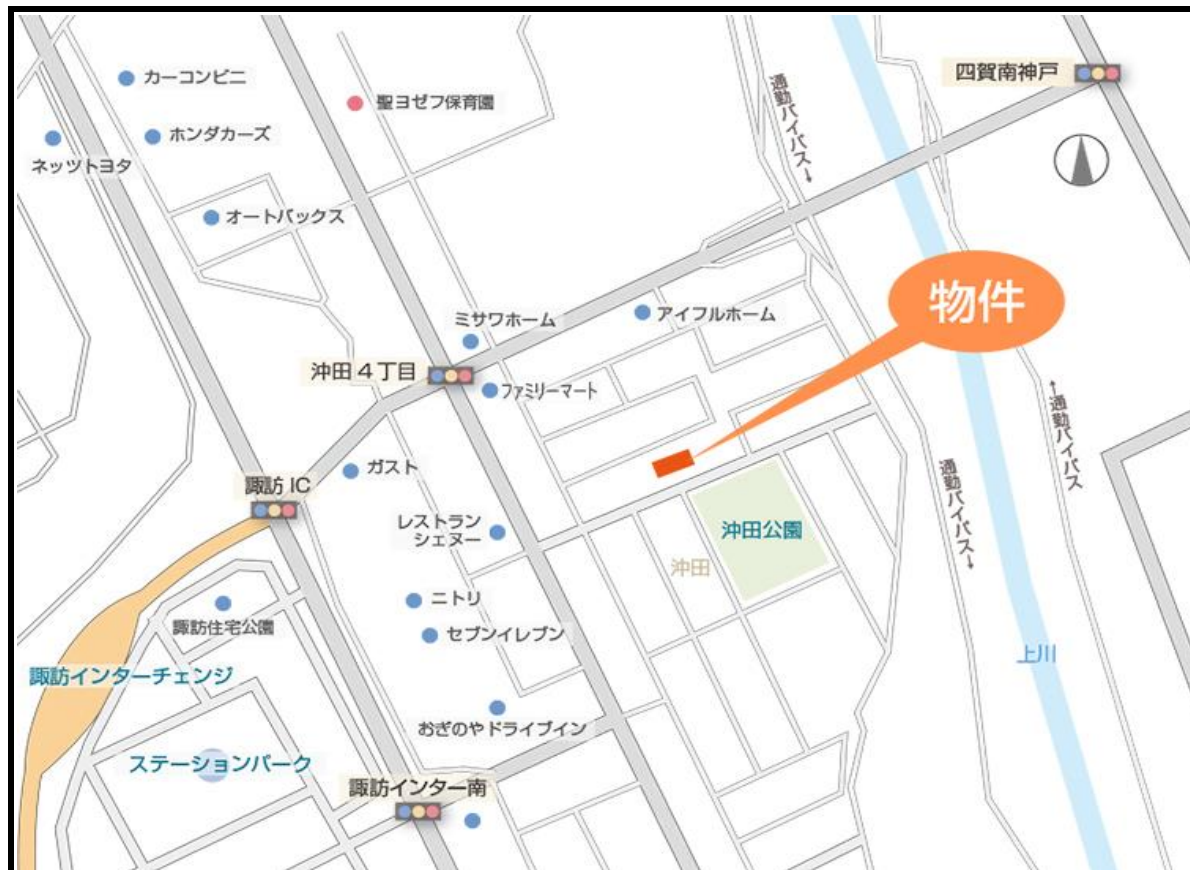 カーコンビニ
四賀南神戸
通勤バイパス→
聖ヨゼフ保育園
ホンダカーズ
ネッツトヨタ
オートバックス
物件
アイフルホーム
ミサワホーム
沖田4丁目
ファミリーマート
←通勤バイパス
ガスト
通勤バイパス→
諏訪IC
レストラン
シェヌー
沖田公園
沖田
ニトリ
諏訪住宅公園
セブンイレブン
上川
諏訪インターチェンジ
おぎのやドライブイン
ステーションパーク
諏訪インター南